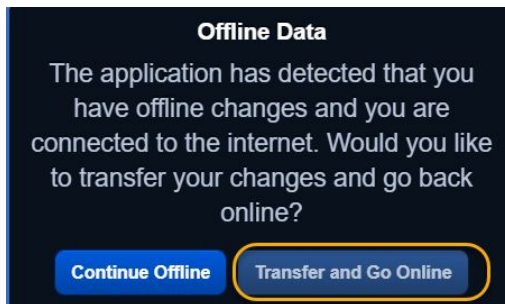 Offline Data
The application has detected that you
have offline changes and you are
connected to the internet. Would you like
to transfer your changes and go back
online?
Continue Offline Transfer and Go Online